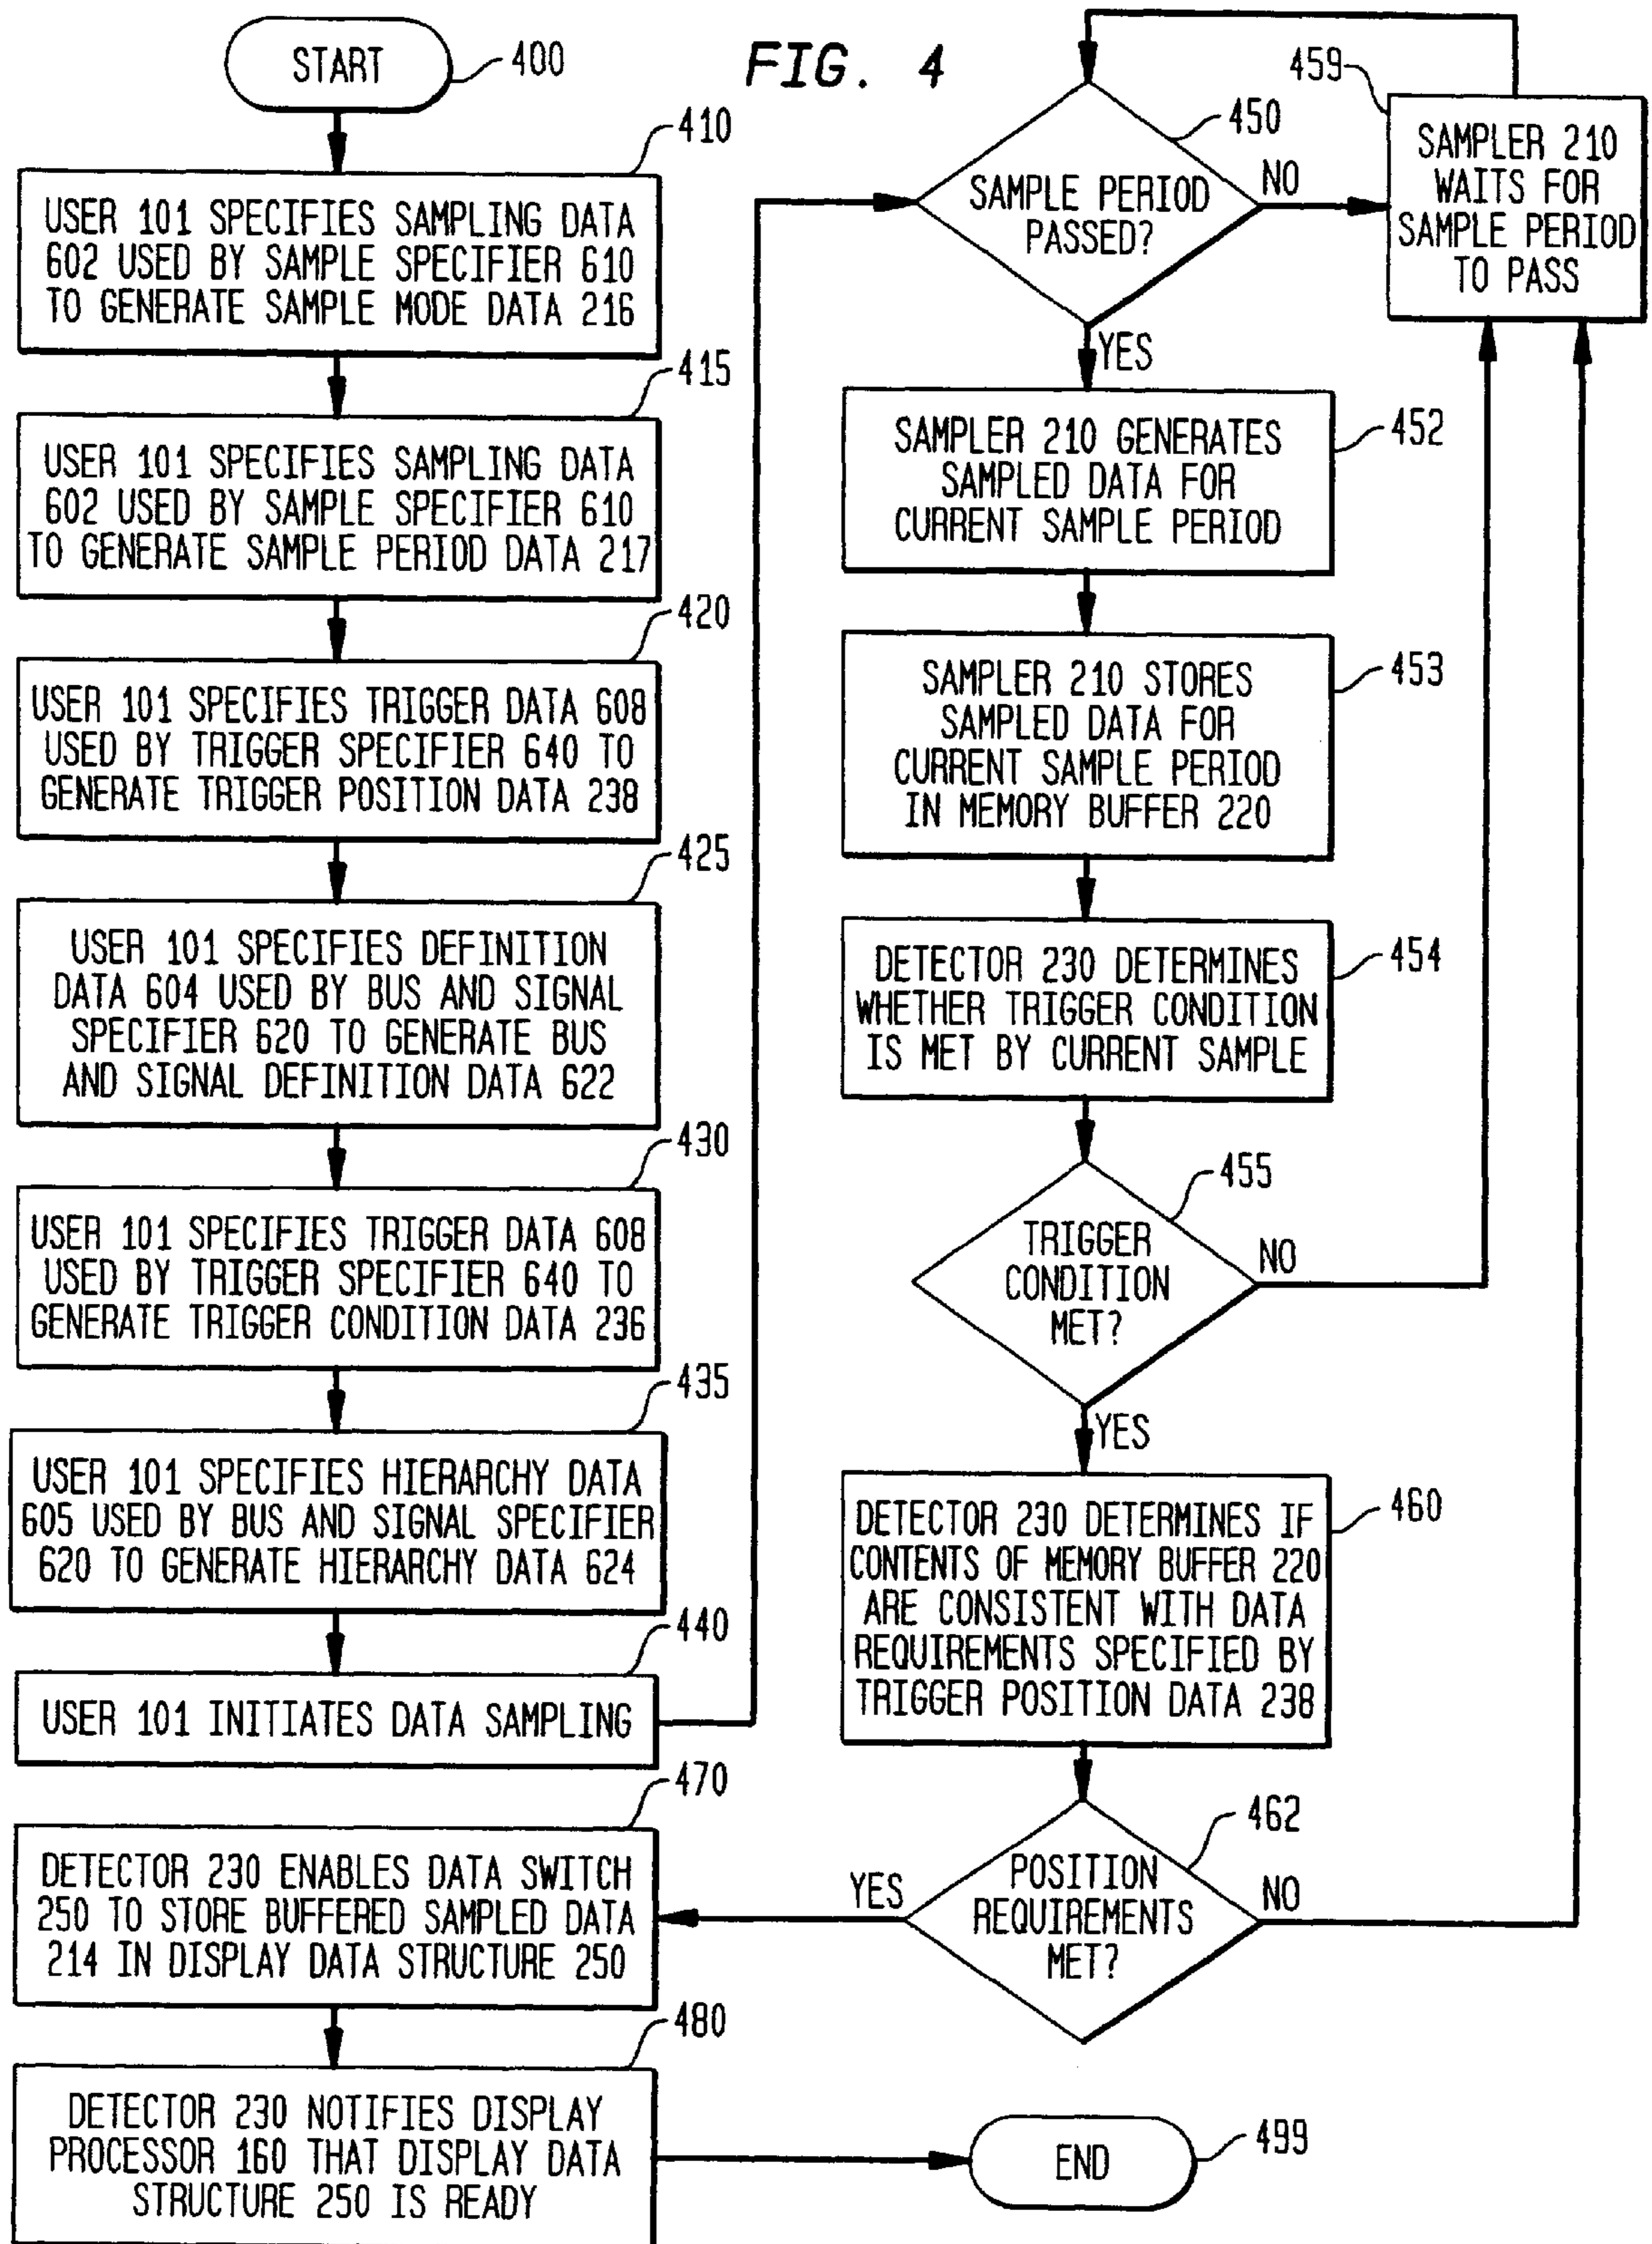 FIG. 4
START
400
410
USER 101 SPECIFIES SAMPLING DATA
602 USED BY SAMPLE SPECIFIER 610
TO GENERATE SAMPLE MODE DATA 216
415
USER 101 SPECIFIES SAMPLING DATA
602 USED BY SAMPLE SPECIFIER 610
TO GENERATE SAMPLE PERIOD DATA 217
420
USER 101 SPECIFIES TRIGGER DATA 608
USED BY TRIGGER SPECIFIER 640 TO
GENERATE TRIGGER POSITION DATA 238
425
USER 101 SPECIFIES DEFINITION
DATA 604 USED BY BUS AND SIGNAL
SPECIFIER 620 TO GENERATE BUS
AND SIGNAL DEFINITION DATA 622
430
USER 101 SPECIFIES TRIGGER DATA 608
USED BY TRIGGER SPECIFIER 640 TO
GENERATE TRIGGER CONDITION DATA 236
435
USER 101 SPECIFIES HIERARCHY DATA
605 USED BY BUS AND SIGNAL SPECIFIER
620 TO GENERATE HIERARCHY DATA 624
440
USER 101 INITIATES DATA SAMPLING
450
SAMPLE PERIOD
PASSED?
NO
459
SAMPLER 210
WAITS FOR
SAMPLE PERIOD
TO PASS
YES
452
SAMPLER 210 GENERATES
SAMPLED DATA FOR
CURRENT SAMPLE PERIOD
453
SAMPLER 210 STORES
SAMPLED DATA FOR
CURRENT SAMPLE PERIOD
IN MEMORY BUFFER 220
454
DETECTOR 230 DETERMINES
WHETHER TRIGGER CONDITION
IS MET BY CURRENT SAMPLE
455
TRIGGER
CONDITION
MET?
NO
YES
460
DETECTOR 230 DETERMINES IF
CONTENTS OF MEMORY BUFFER 220
ARE CONSISTENT WITH DATA
REQUIREMENTS SPECIFIED BY
TRIGGER POSITION DATA 238
462
POSITION
REQUIREMENTS
MET?
NO
YES
470
DETECTOR 230 ENABLES DATA SWITCH
250 TO STORE BUFFERED SAMPLED DATA
214 IN DISPLAY DATA STRUCTURE 250
480
DETECTOR 230 NOTIFIES DISPLAY
PROCESSOR 160 THAT DISPLAY DATA
STRUCTURE 250 IS READY
END
499